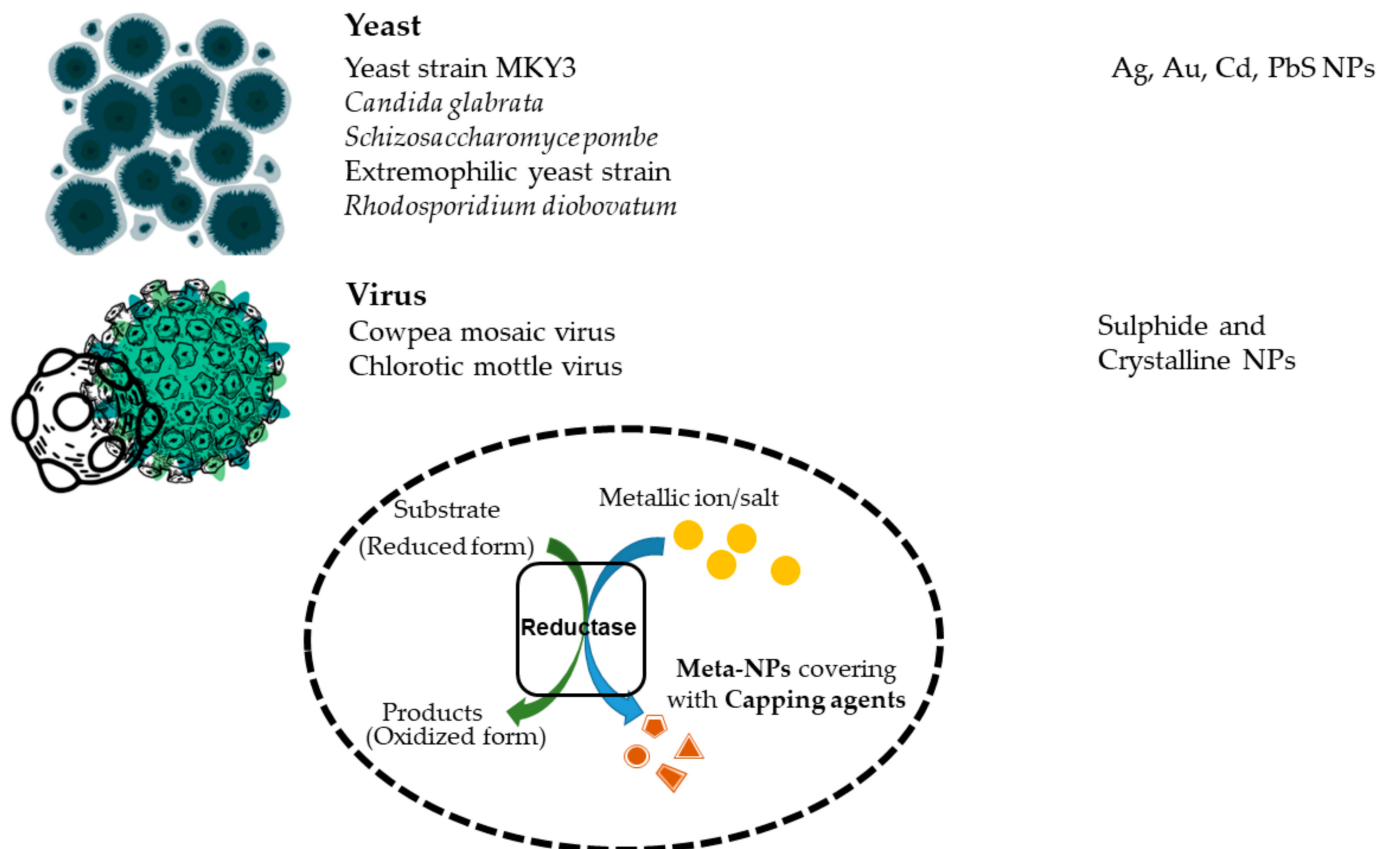 Yeast
Yeast strain MKY3
Ag, Au, Cd, PbS NPs
Candida glabrata
Schizosaccharomyce pombe
Extremophilic yeast strain
Rhodosporidium diobovatum
Virus
Cowpea mosaic virus
Chlorotic mottle virus
Sulphide and
Crystalline NPs
Substrate
(Reduced form)
Metallic ion/salt
Reductase
Meta-NPs covering
with Capping agents
Products
(Oxidized form)